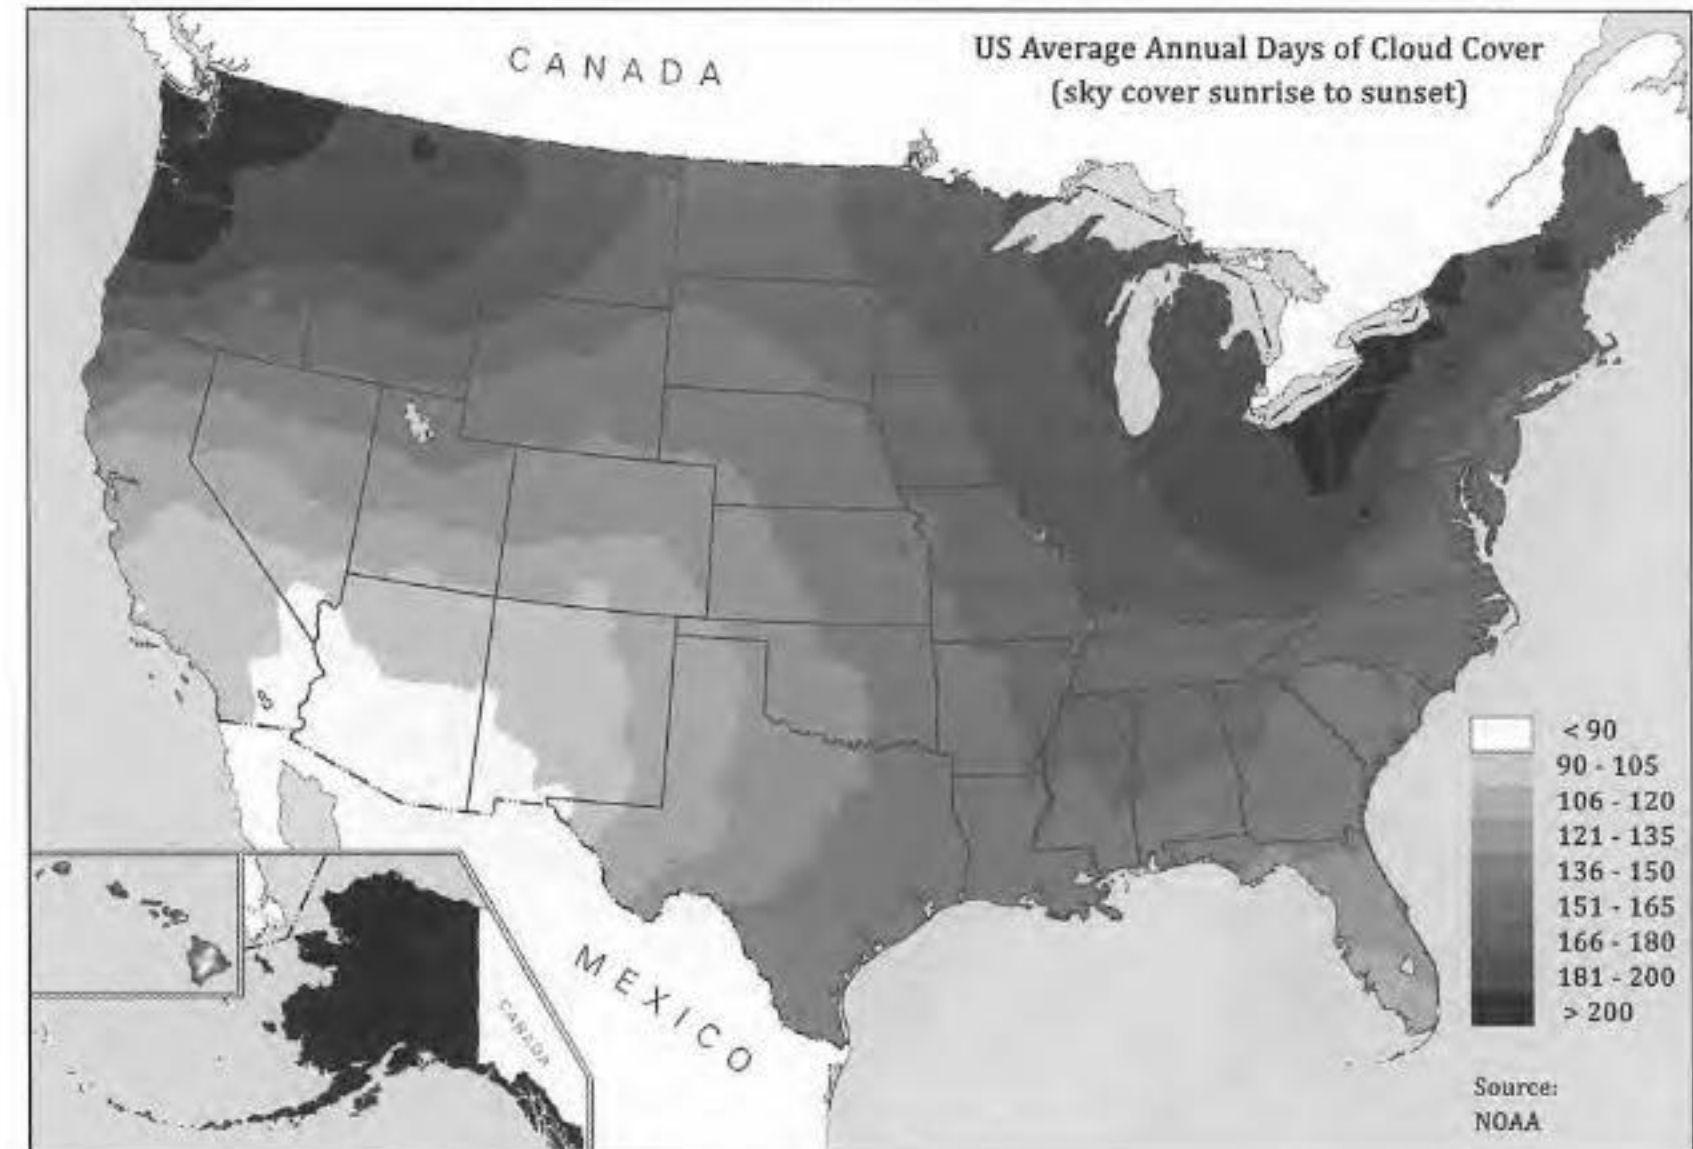 CANADA
US Average Annual Days of Cloud Cover
(sky cover sunrise to sunset)
< 90
90 - 105
106 - 120
121 - 135
136 - 150
151 - 165
166 - 180
181 - 200
> 200
MEXICO
CANADA
Source:
NOAA